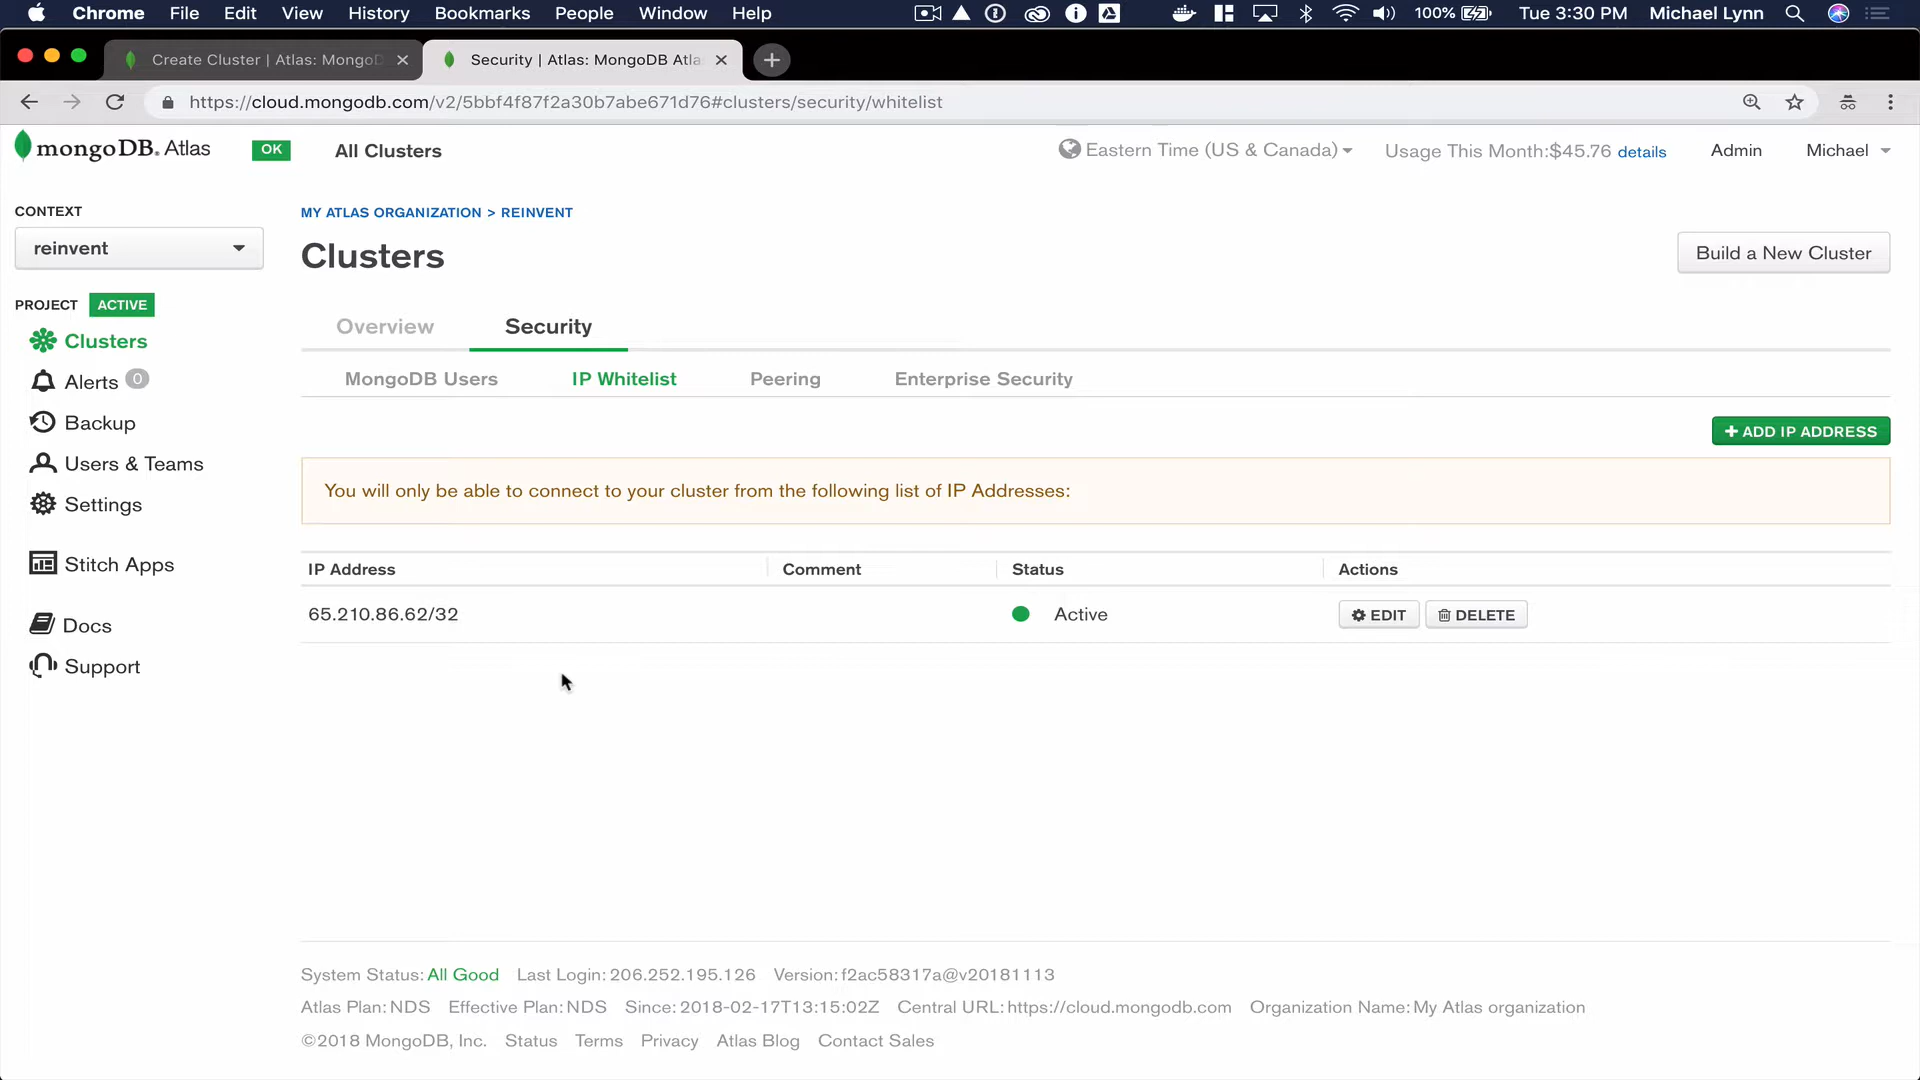 Chrome File Edit View History Bookmarks People Window Help 100% Tue 3:30 PM Michael Lynn
Create Cluster | Atlas: MongoD
Security | Atlas: MongoDB Atla
https://cloud.mongodb.com/v2/5bbf4f87f2a30b7abe671d76#clusters/security/whitelist
mongoDB. Atlas OK All Clusters Eastern Time (US & Canada) Usage This Month:$45.76 details Admin Michael
CONTEXT
reinvent
PROJECT ACTIVE
Clusters
Alerts 0
Backup
Users & Teams
Settings
Stitch Apps
Docs
Support
MY ATLAS ORGANIZATION > REINVENT
Clusters
Build a New Cluster
Overview Security
MongoDB Users IP Whitelist Peering Enterprise Security
+ ADD IP ADDRESS
You will only be able to connect to your cluster from the following list of IP Addresses:
IP Address Comment Status Actions
65.210.86.62/32 Active EDIT DELETE
System Status: All Good Last Login: 206.252.195.126 Version: f2ac58317a@v20181113
Atlas Plan: NDS Effective Plan: NDS Since: 2018-02-17T13:15:02Z Central URL: https://cloud.mongodb.com Organization Name: My Atlas organization
©2018 MongoDB, Inc. Status Terms Privacy Atlas Blog Contact Sales